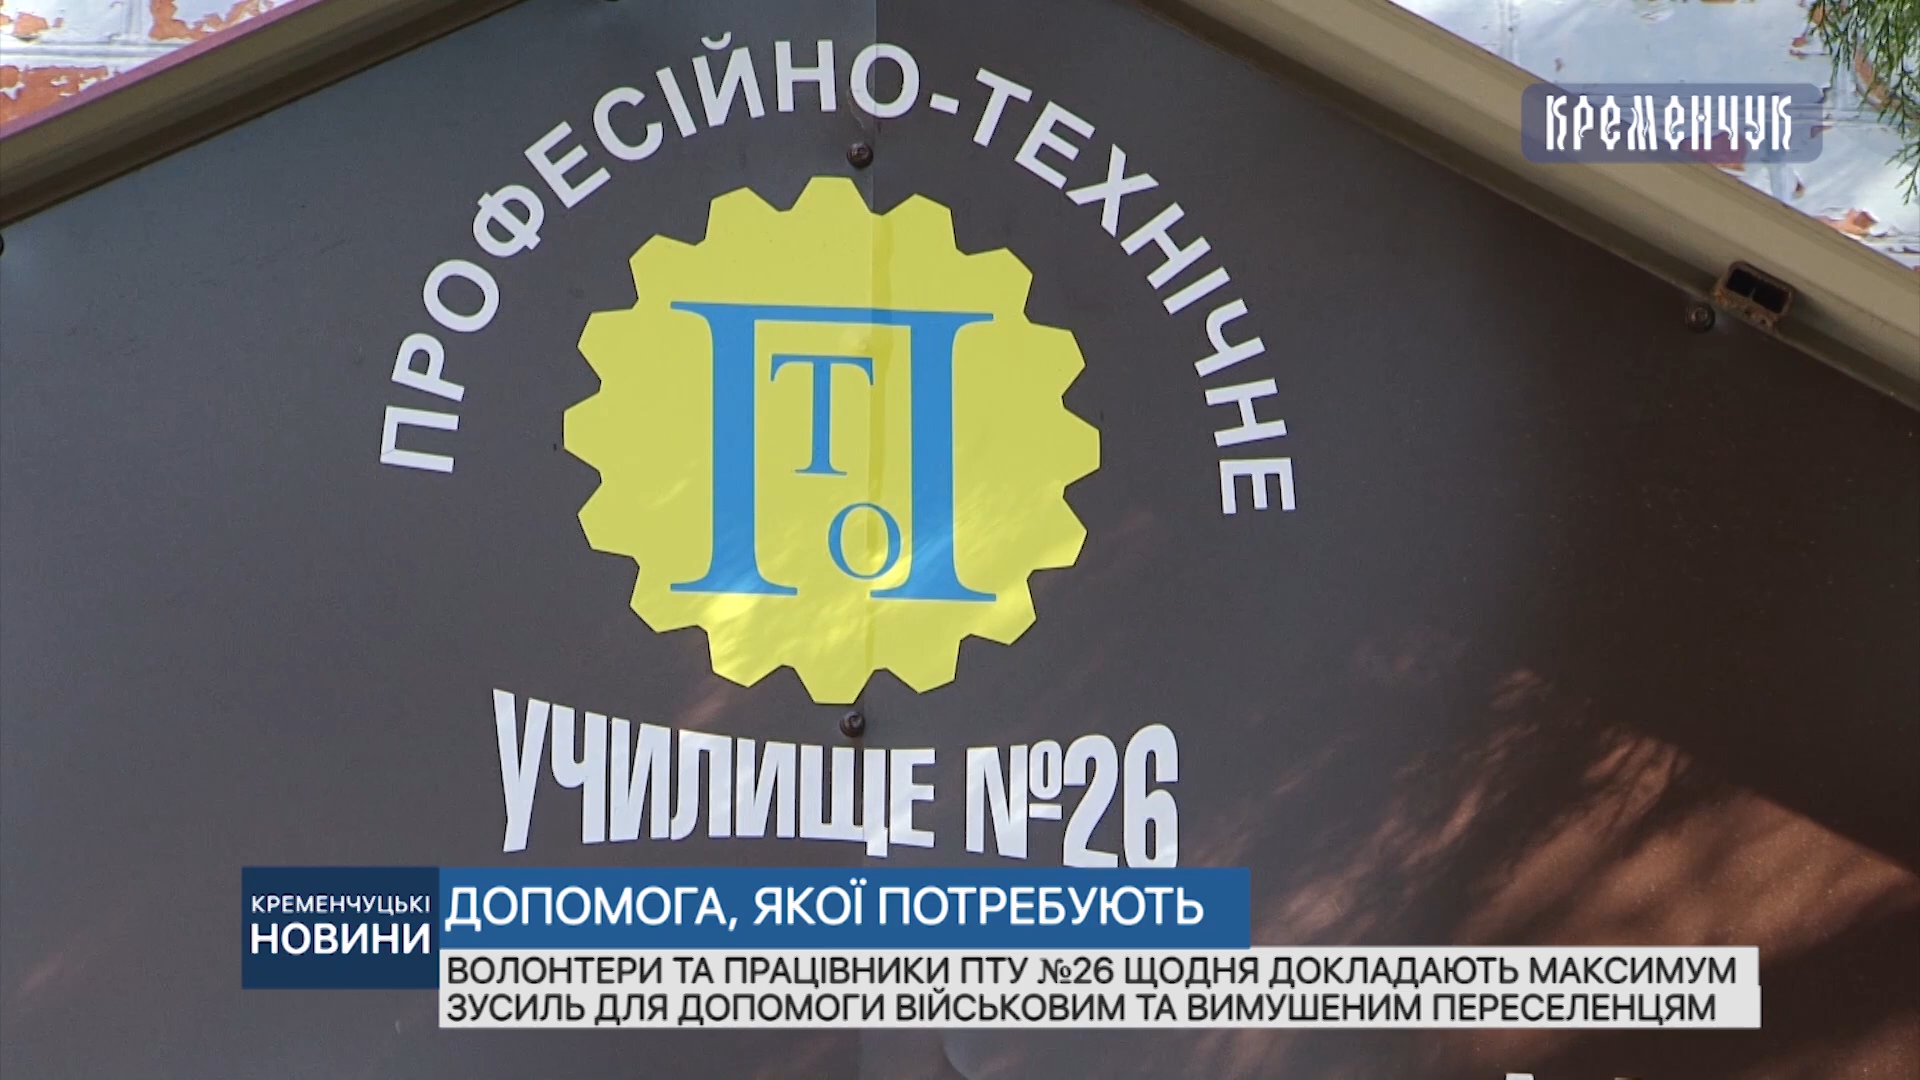 КРЕМЕНЧУК
ПРОФЕСІЙНО-ТЕХНІЧНЕ
ПТО
УЧИЛИЩЕ №26
КРЕМЕНЧУЦЬКІ
НОВИНИ
ДОПОМОГА, ЯКОЇ ПОТРЕБУЮТЬ
ВОЛОНТЕРИ ТА ПРАЦІВНИКИ ПТУ №26 ЩОДНЯ ДОКЛАДАЮТЬ МАКСИМУМ
ЗУСИЛЬ ДЛЯ ДОПОМОГИ ВІЙСЬКОВИМ ТА ВИМУШЕНИМ ПЕРЕСЕЛЕНЦЯМ